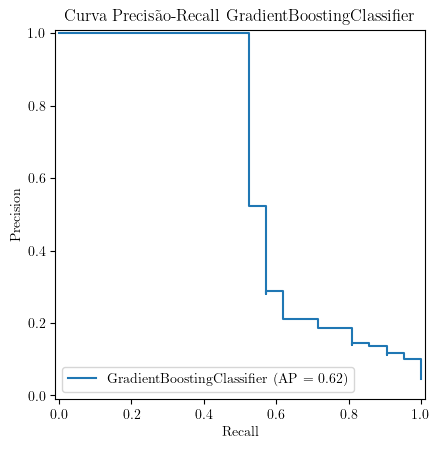 Curva Precisão-Recall GradientBoostingClassifier
1.0
0.8
0.6
0.4
0.2
0.0
Precision
GradientBoostingClassifier (AP = 0.62)
0.0 0.2 0.4 0.6 0.8 1.0
Recall